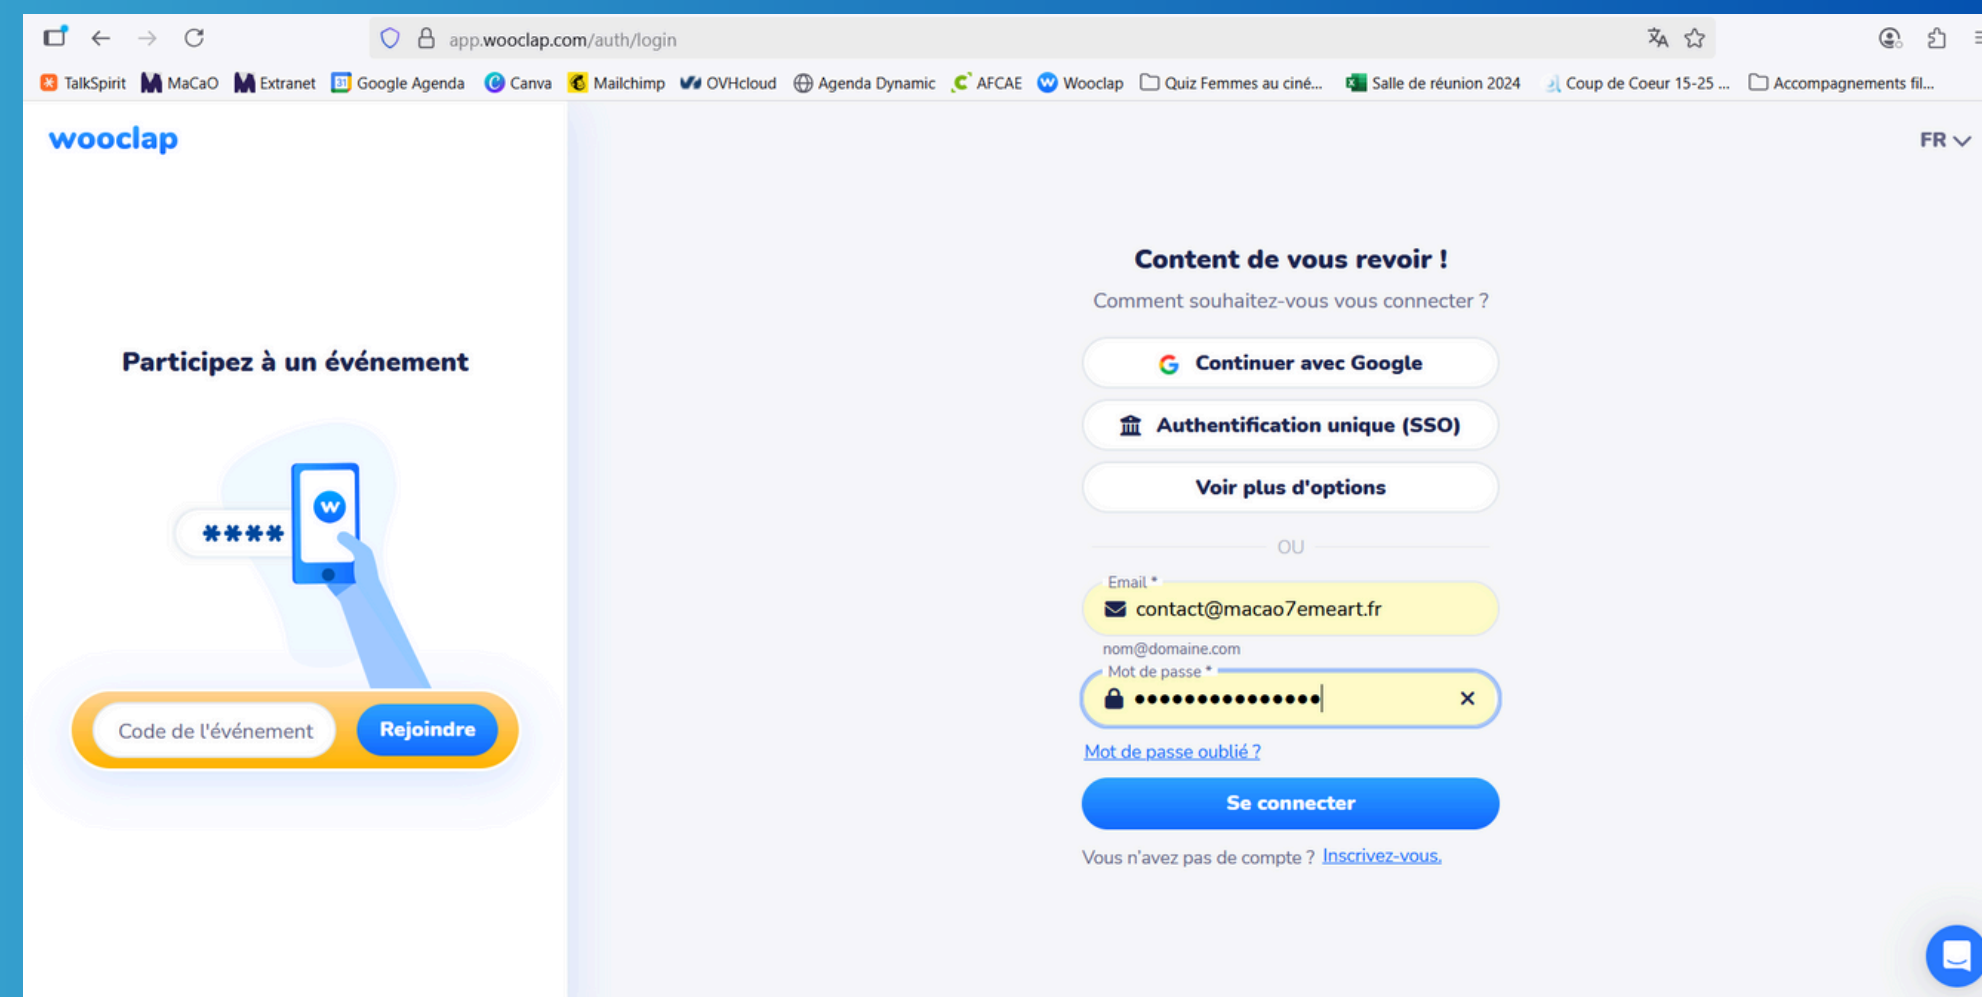 app.wooclap.com/auth/login
TalkSpirit MaCaO Extranet Google Agenda Canva Mailchimp OVHcloud Agenda Dynamic AFCAE Wooclap Quiz Femmes au ciné... Salle de réunion 2024 Coup de Coeur 15-25 ... Accompagnements fil...
wooclap
FR
Participez à un événement
W
****
Code de l'événement
Rejoindre
Content de vous revoir !
Comment souhaitez-vous vous connecter ?
Continuer avec Google
Authentification unique (SSO)
Voir plus d'options
OU
Email *
contact@macao7emeart.fr
nom@domaine.com
Mot de passe *
•••••••••••••••
Mot de passe oublié ?
Se connecter
Vous n'avez pas de compte ? Inscrivez-vous.